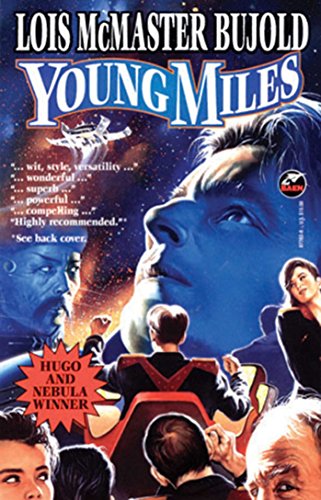 LOIS McMASTER BUJOLD
YOUNG MILES
"... wit, style, versatility ..."
"... wonderful ..."
"... superb ...
"... powerful ..."
"... compelling ...
"Highly recommended."*
*See back cover.
BAEN
HUGO
AND
NEBULA
WINNER